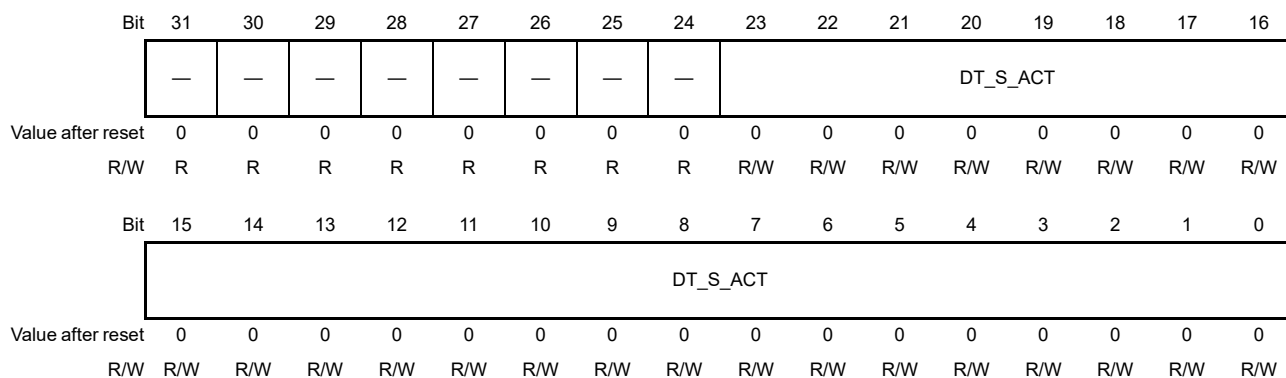 Bit 31 30 29 28 27 26 25 24 23 22 21 20 19 18 17 16
— — — — — — — — DT_S_ACT
Value after reset 0 0 0 0 0 0 0 0 0 0 0 0 0 0 0 0
R/W R R R R R R R R R/W R/W R/W R/W R/W R/W R/W R/W
Bit 15 14 13 12 11 10 9 8 7 6 5 4 3 2 1 0
DT_S_ACT
Value after reset 0 0 0 0 0 0 0 0 0 0 0 0 0 0 0 0
R/W R/W R/W R/W R/W R/W R/W R/W R/W R/W R/W R/W R/W R/W R/W R/W R/W